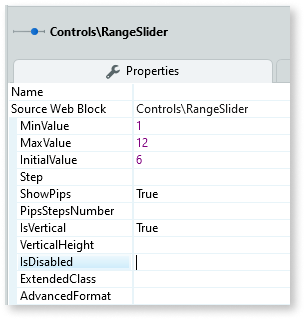 Controls\RangeSlider
Properties
Name
Source Web Block Controls\RangeSlider
MinValue 1
MaxValue 12
InitialValue 6
Step
ShowPips True
PipsStepsNumber
IsVertical True
VerticalHeight
IsDisabled
ExtendedClass
AdvancedFormat